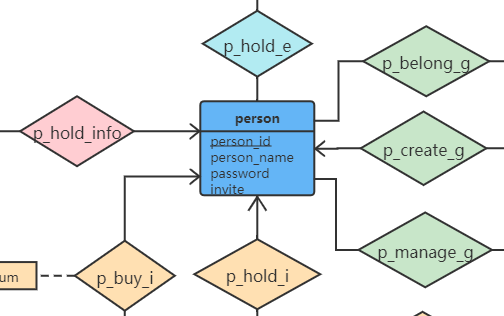 p_hold_e
p_belong_g
person
p_hold_info
person_id
person_name
password
invite
p_create_g
p_manage_g
um
p_buy_i
p_hold_i